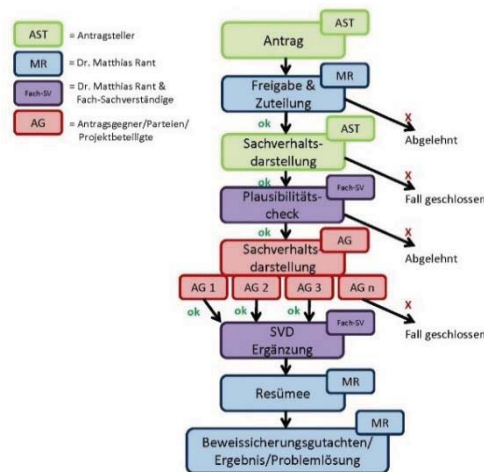 AST = Antragsteller
MR = Dr. Matthias Rant
Fach-SV = Dr. Matthias Rant &
Fach-Sachverständige
AG = Antragsgegner/Parteien/
Projektbeteiligte
AST
Antrag
MR
Freigabe &
Zuteilung
ok
X
Abgelehnt
AST
Sachverhalts-
darstellung
ok
X
Fall geschlossen
Fach-SV
Plausibilitäts-
check
ok
X
Abgelehnt
AG
Sachverhalts-
darstellung
AG 1 AG 2 AG 3 AG n
ok ok ok
X
Fall geschlossen
Fach-SV
SVD
Ergänzung
MR
Resümee
MR
Beweissicherungsgutachten/
Ergebnis/Problemlösung